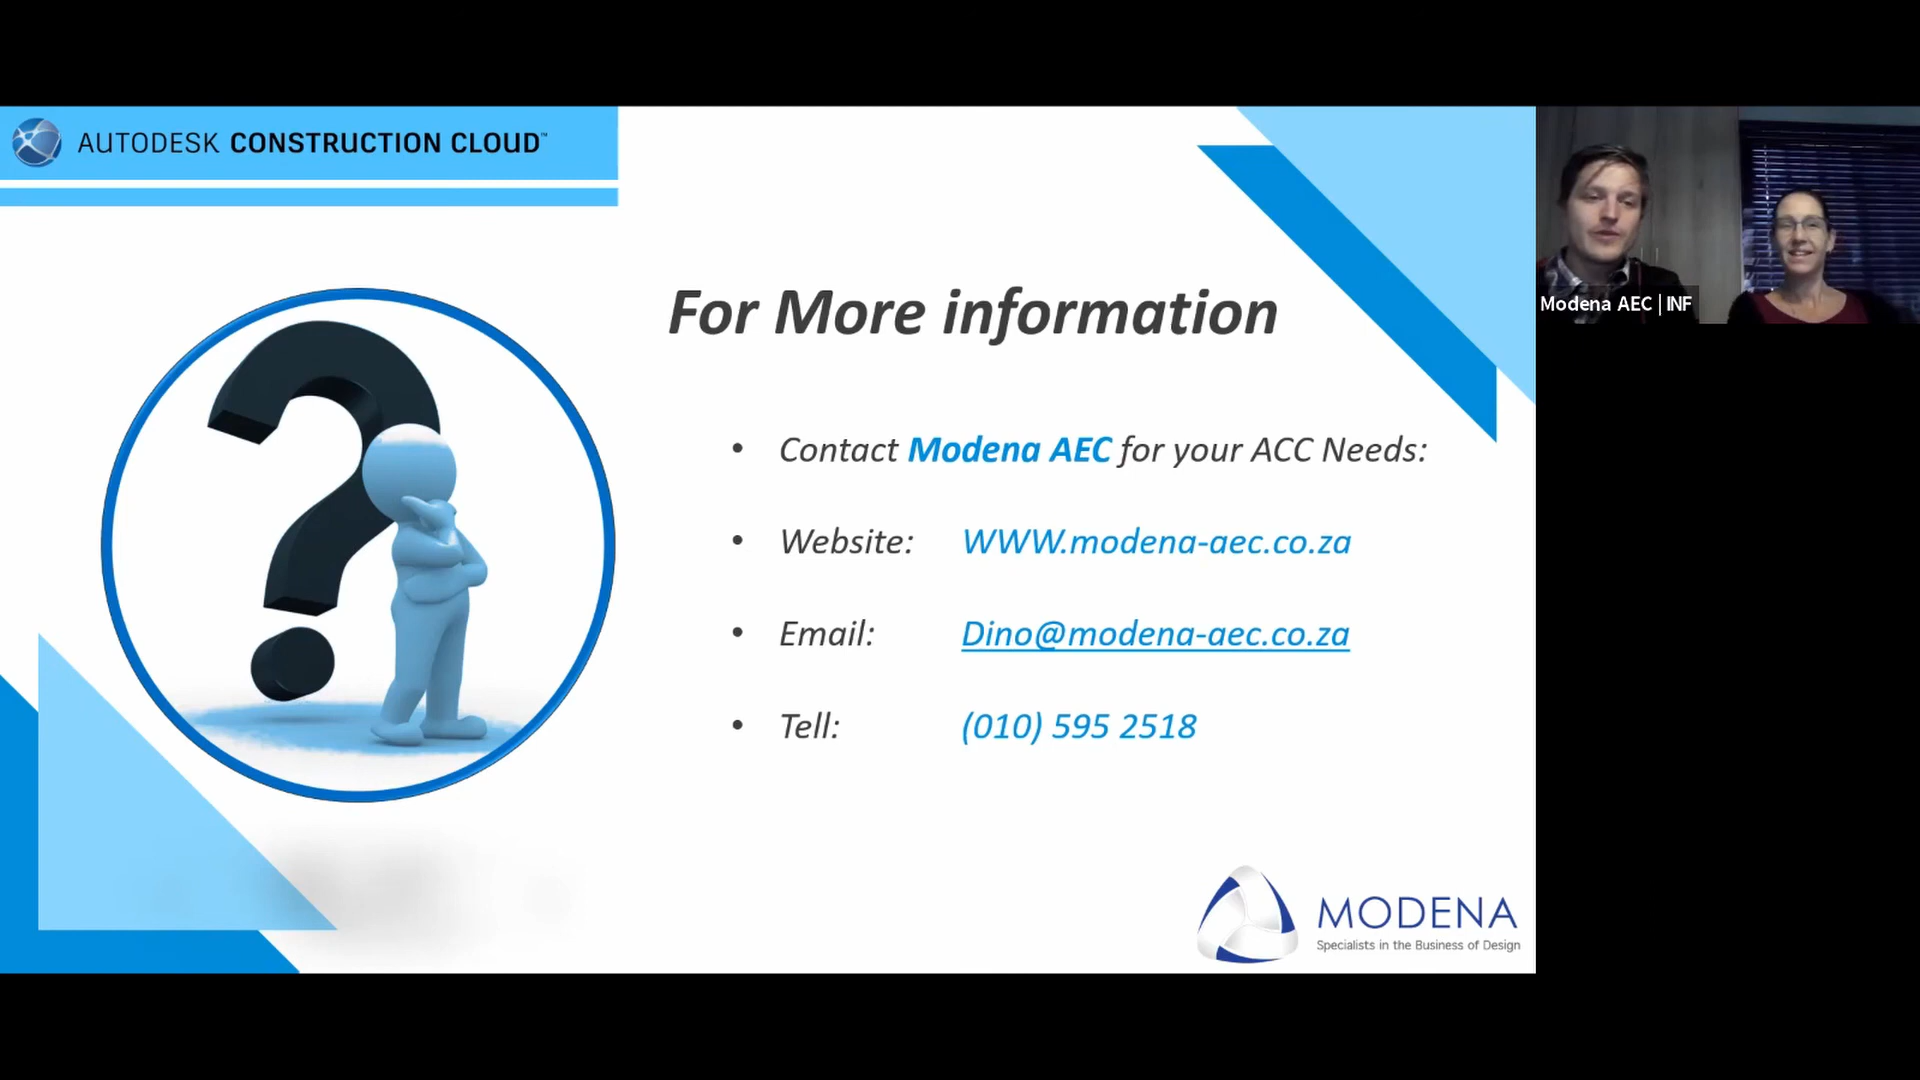 AUTODESK CONSTRUCTION CLOUD™
For More information
• Contact Modena AEC for your ACC Needs:
• Website: WWW.modena-aec.co.za
• Email: Dino@modena-aec.co.za
• Tell: (010) 595 2518
MODENA
Specialists in the Business of Design
Modena AEC | INF